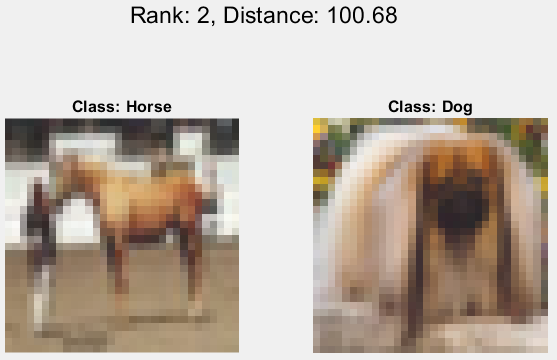 Rank: 2, Distance: 100.68
Class: Horse
Class: Dog